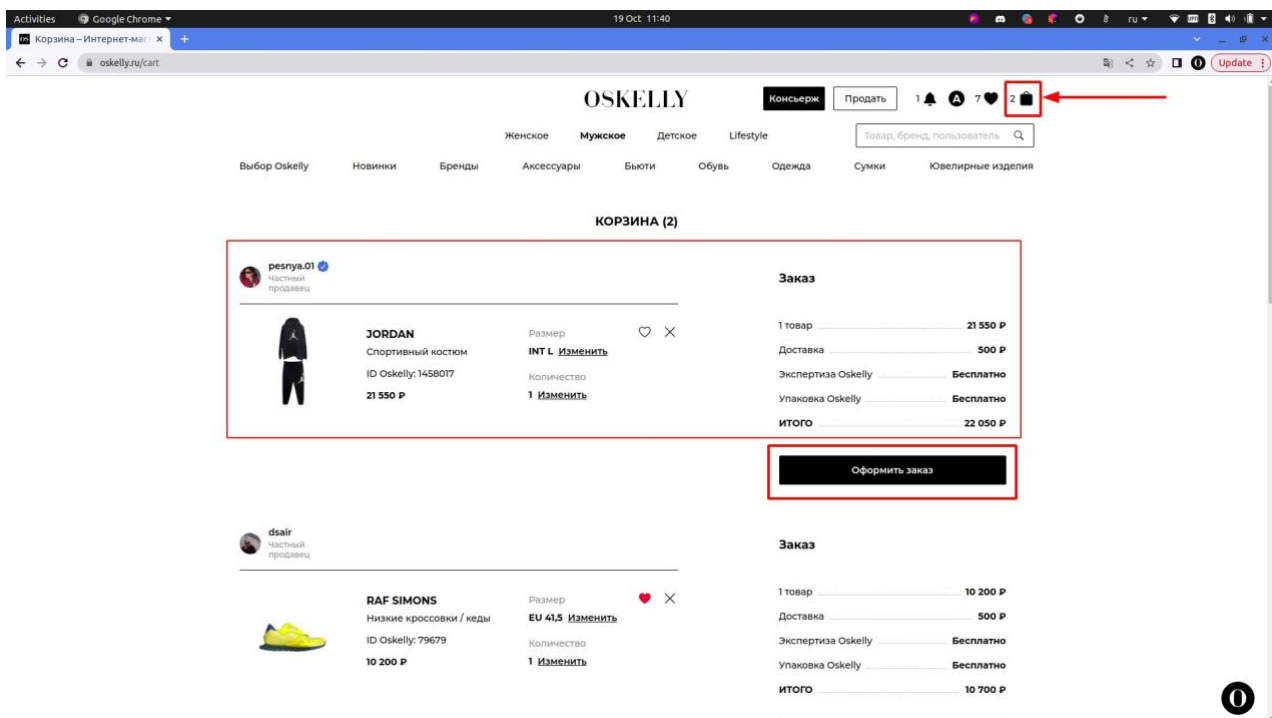 Activities Google Chrome 19 Oct 11:40 ru
Корзина – Интернет-маг
oskelly.ru/cart Update
OSKELLY Консьерж Продать 1 A 7 2
Женское Мужское Детское Lifestyle Товар, бренд, пользователь
Выбор Oskelly Новинки Бренды Аксессуары Бьюти Обувь Одежда Сумки Ювелирные изделия
КОРЗИНА (2)
pesnya.01
Частный
продавец
Заказ
JORDAN
Спортивный костюм
ID Oskelly: 1458017
21 550 ₽
Размер
INT L Изменить
Количество
1 Изменить
1 товар 21 550 ₽
Доставка 500 ₽
Экспертиза Oskelly Бесплатно
Упаковка Oskelly Бесплатно
ИТОГО 22 050 ₽
Оформить заказ
dsair
Частный
продавец
Заказ
RAF SIMONS
Низкие кроссовки / кеды
ID Oskelly: 79679
10 200 ₽
Размер
EU 41,5 Изменить
Количество
1 Изменить
1 товар 10 200 ₽
Доставка 500 ₽
Экспертиза Oskelly Бесплатно
Упаковка Oskelly Бесплатно
ИТОГО 10 700 ₽
O